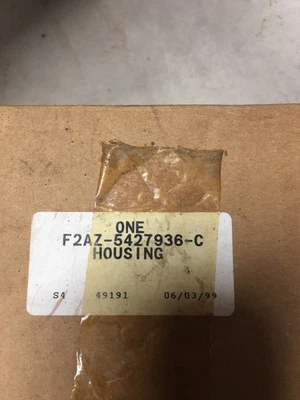 ONE
F2AZ-5427936-C
HOUSING
S4 49191 06/03/99